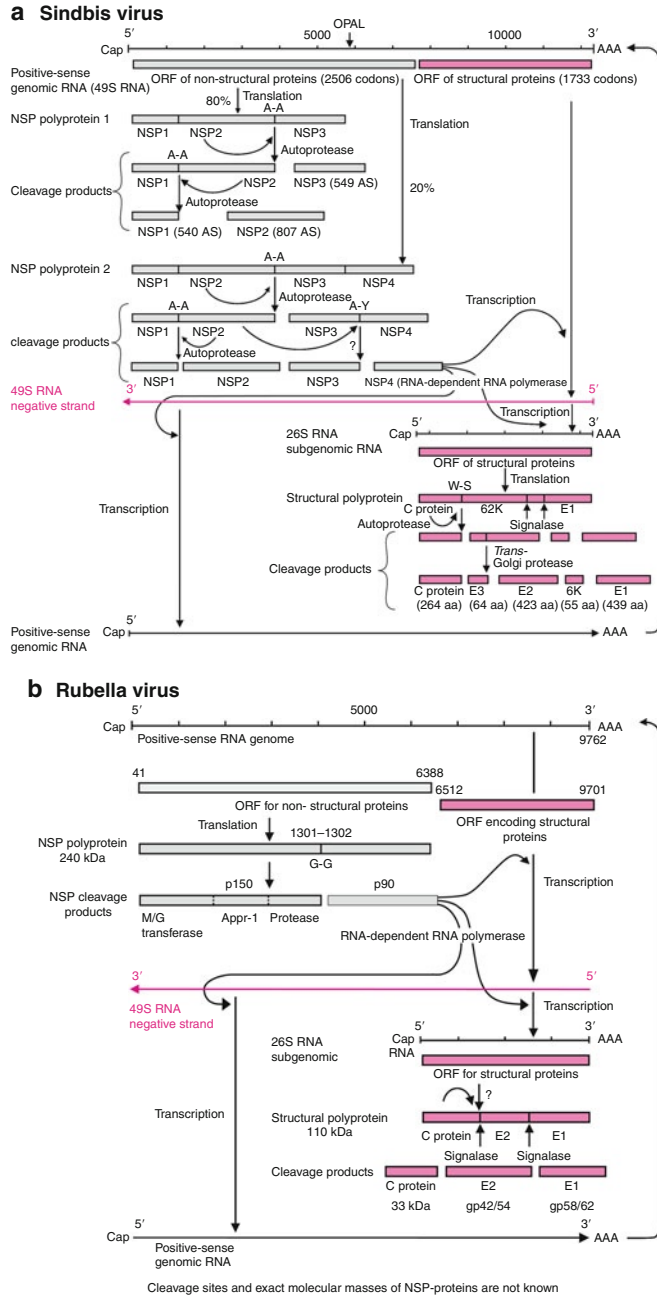 a Sindbis virus
5′ 5000 OPAL 10000 3′
Cap AAA
Positive-sense
genomic RNA (49S RNA)
ORF of non-structural proteins (2506 codons) ORF of structural proteins (1733 codons)
80% Translation
A-A
Translation
NSP polyprotein 1
NSP1 NSP2 NSP3
Autoprotease
A-A
Cleavage products
NSP1 NSP2 NSP3 (549 AS)
20%
Autoprotease
NSP1 (540 AS) NSP2 (807 AS)
A-A
NSP polyprotein 2
NSP1 NSP2 NSP3 NSP4
Autoprotease
A-A A-Y
Transcription
cleavage products
NSP1 NSP2 NSP3 NSP4
Autoprotease ?
NSP1 NSP2 NSP3 NSP4 (RNA-dependent RNA polymerase
49S RNA
negative strand
3′ 5′
Transcription
5′ 3′
26S RNA
subgenomic RNA
Cap AAA
ORF of structural proteins
Translation
W-S
Transcription
Structural polyprotein
C protein 62K E1
Autoprotease Signalase
Trans-
Golgi protease
Cleavage products
C protein E3 E2 6K E1
(264 aa) (64 aa) (423 aa) (55 aa) (439 aa)
5′
Positive-sense
genomic RNA
Cap AAA
b Rubella virus
5′ 5000 3′
Cap AAA
Positive-sense RNA genome 9762
41 6388
6512 9701
ORF for non- structural proteins
ORF encoding structural
proteins
Translation
1301–1302
NSP polyprotein
240 kDa
G-G
p150 p90
NSP cleavage
products
Transcription
M/G
transferase
Appr-1 Protease
RNA-dependent RNA polymerase
3′ 5′
49S RNA
negative strand
Transcription
5′ 3′
26S RNA
subgenomic
Cap
RNA
AAA
ORF for structural proteins
?
Transcription
Structural polyprotein
110 kDa
C protein E2 E1
Signalase Signalase
Cleavage products
C protein E2 E1
33 kDa gp42/54 gp58/62
5′ 3′
Cap AAA
Positive-sense
genomic RNA
Cleavage sites and exact molecular masses of NSP-proteins are not known